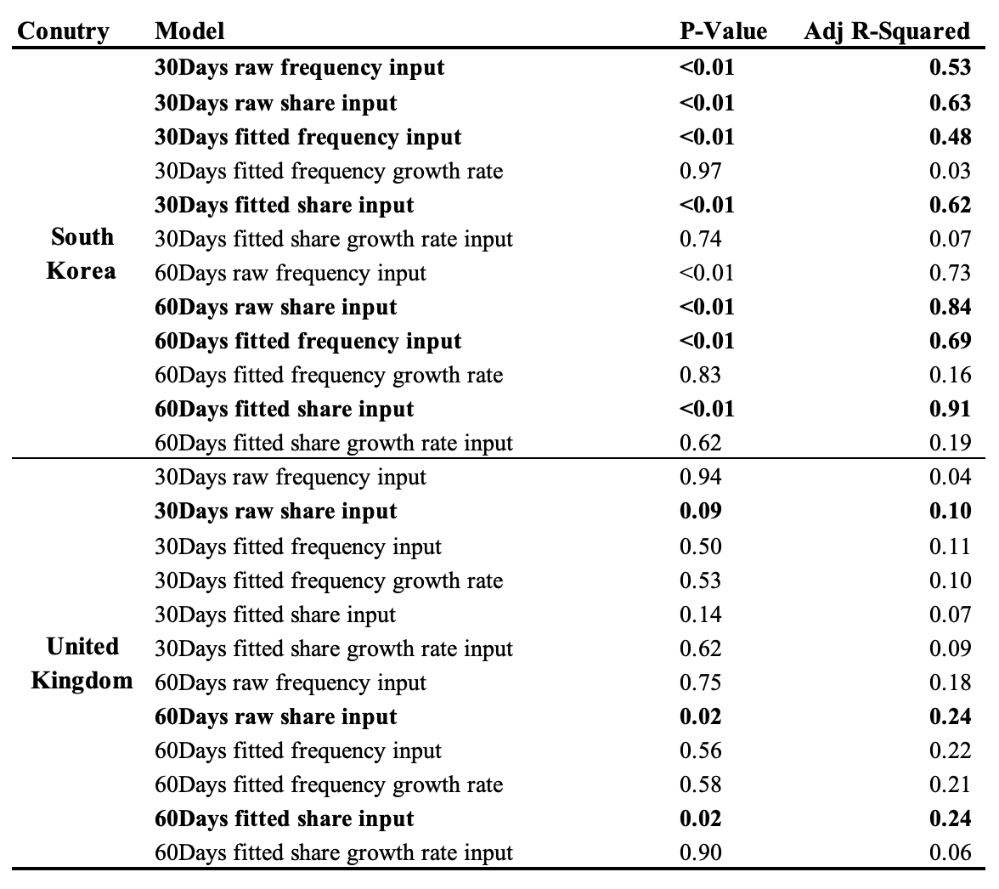 Conutry Model P-Value Adj R-Squared
30Days raw frequency input <0.01 0.53
30Days raw share input <0.01 0.63
30Days fitted frequency input <0.01 0.48
30Days fitted frequency growth rate 0.97 0.03
30Days fitted share input <0.01 0.62
South Korea
30Days fitted share growth rate input 0.74 0.07
60Days raw frequency input <0.01 0.73
60Days raw share input <0.01 0.84
60Days fitted frequency input <0.01 0.69
60Days fitted frequency growth rate 0.83 0.16
60Days fitted share input <0.01 0.91
60Days fitted share growth rate input 0.62 0.19
30Days raw frequency input 0.94 0.04
30Days raw share input 0.09 0.10
30Days fitted frequency input 0.50 0.11
30Days fitted frequency growth rate 0.53 0.10
30Days fitted share input 0.14 0.07
United Kingdom
30Days fitted share growth rate input 0.62 0.09
60Days raw frequency input 0.75 0.18
60Days raw share input 0.02 0.24
60Days fitted frequency input 0.56 0.22
60Days fitted frequency growth rate 0.58 0.21
60Days fitted share input 0.02 0.24
60Days fitted share growth rate input 0.90 0.06